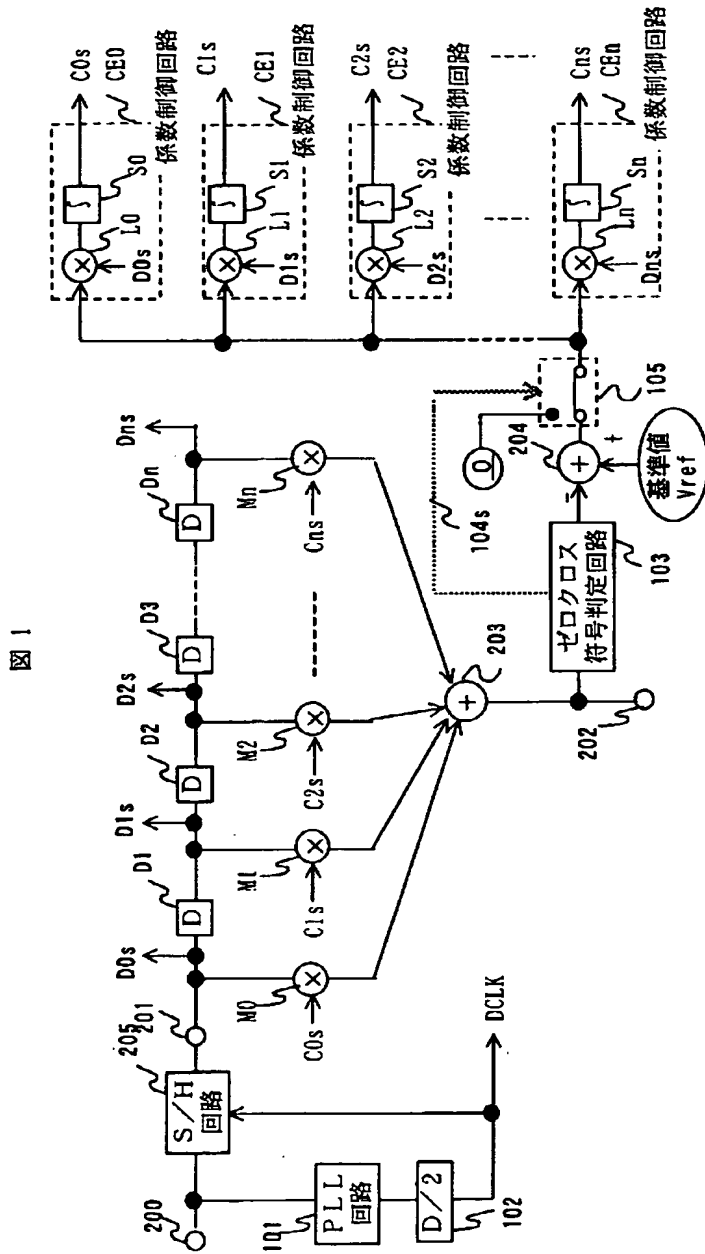 図 1
200
205
201
S/H
回路
PLL
回路
101
D/2
102
DCLK
D0s
D1
D
D1s
D2
D
D2s
D3
D
Dn
D
Dns
M0
×
C0s
M1
×
C1s
M2
×
C2s
Mn
×
Cns
+
203
202
ゼロクロス
符号判定回路
103
104s
0
204
+
-
+
105
基準値
Vref
×
L0
D0s
∫
S0
C0s
CE0
係数制御回路
×
L1
D1s
∫
S1
C1s
CE1
係数制御回路
×
L2
D2s
∫
S2
C2s
CE2
係数制御回路
×
Ln
Dns
∫
Sn
Cns
CEn
係数制御回路